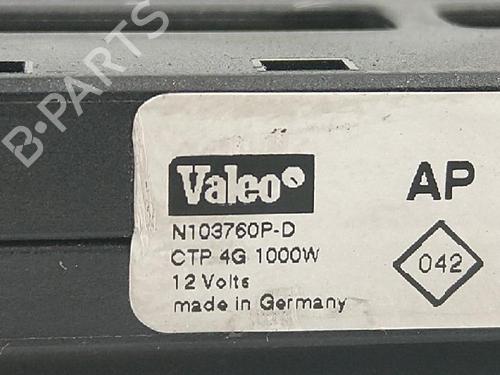 B-PARTS
Valeo
AP
N103760P-D
CTP 4G 1000W
12 Volts
made in Germany
042